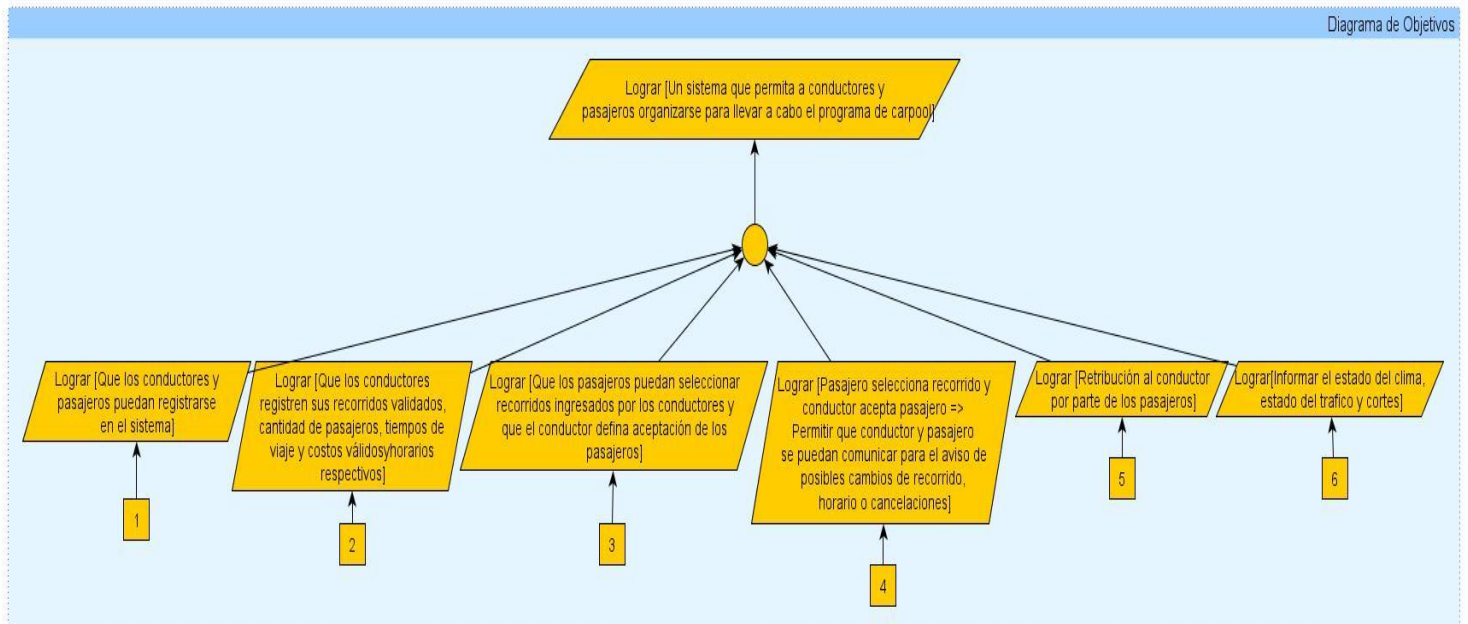 Diagrama de Objetivos
Lograr [Un sistema que permita a conductores y
pasajeros organizarse para llevar a cabo el programa de carpool]
Lograr [Que los conductores y
pasajeros puedan registrarse
en el sistema]
Lograr [Que los conductores
registren sus recorridos validados,
cantidad de pasajeros, tiempos de
viaje y costos válidosyhorarios
respectivos]
Lograr [Que los pasajeros puedan seleccionar
recorridos ingresados por los conductores y
que el conductor defina aceptación de los
pasajeros]
Lograr [Pasajero selecciona recorrido y
conductor acepta pasajero =>
Permitir que conductor y pasajero
se puedan comunicar para el aviso de
posibles cambios de recorrido,
horario o cancelaciones]
Lograr [Retribución al conductor
por parte de los pasajeros]
Lograr[Informar el estado del clima,
estado del trafico y cortes]
1
2
3
4
5
6